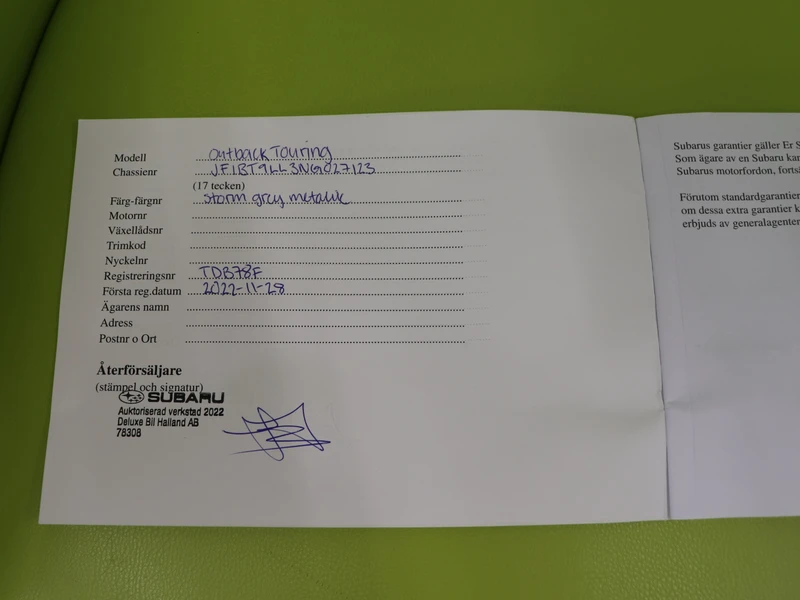 Modell Outback Touring
Chassienr JF1BT9LL3NG027123
(17 tecken)
Färg-färgnr storm grey metalik
Motornr
Växellådsnr
Trimkod
Nyckelnr
Registreringsnr TDB78F
Första reg.datum 2022-11-28
Ägarens namn
Adress
Postnr o Ort
Återförsäljare
(stämpel och signatur)
SUBARU
Auktoriserad verkstad 2022
Deluxe Bil Halland AB
78308
Subarus garantier gäller Er S
Som ägare av en Subaru kan
Subarus motorfordon, forts
Förutom standardgarantier
om dessa extra garantier k
erbjuds av generalagenter